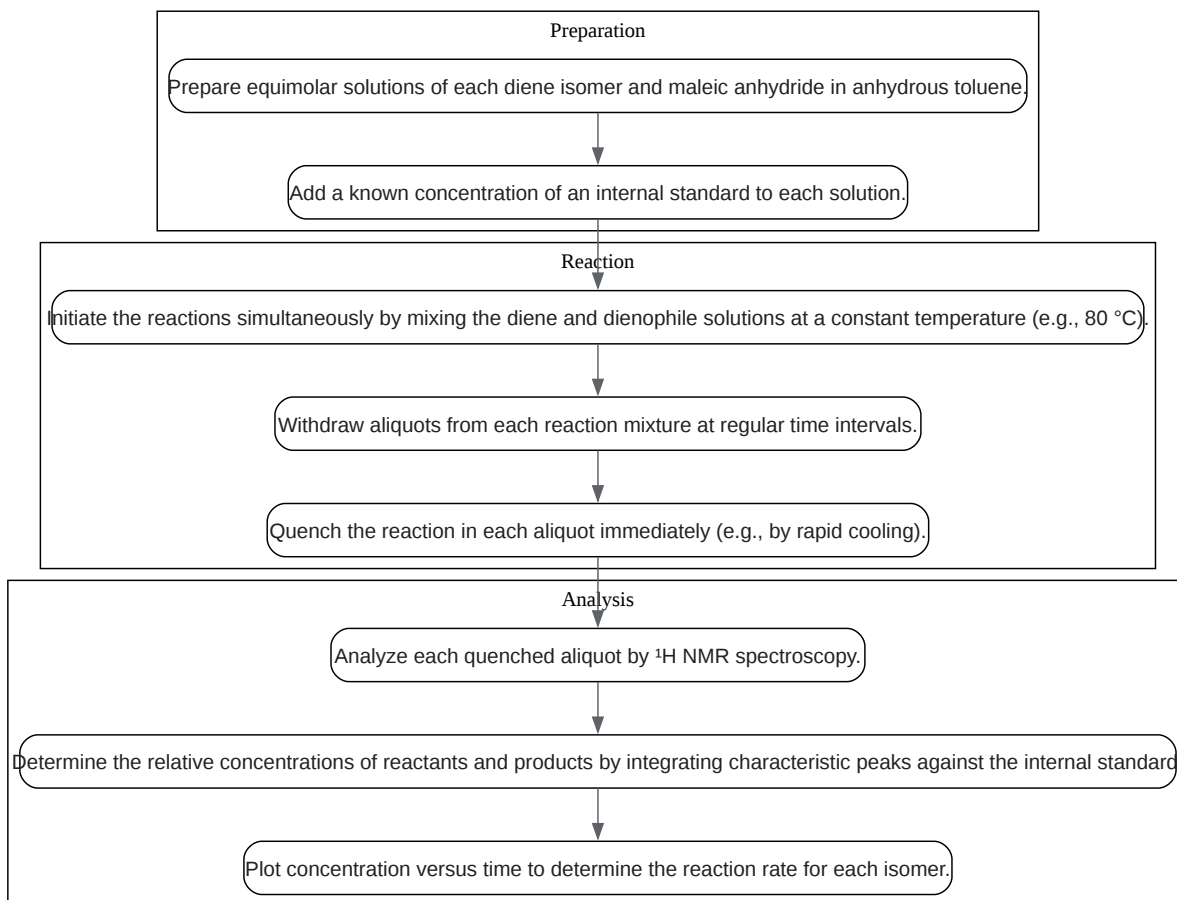 Preparation
Prepare equimolar solutions of each diene isomer and maleic anhydride in anhydrous toluene.
Add a known concentration of an internal standard to each solution.
Reaction
Initiate the reactions simultaneously by mixing the diene and dienophile solutions at a constant temperature (e.g., 80 °C).
Withdraw aliquots from each reaction mixture at regular time intervals.
Quench the reaction in each aliquot immediately (e.g., by rapid cooling).
Analysis
Analyze each quenched aliquot by ¹H NMR spectroscopy.
Determine the relative concentrations of reactants and products by integrating characteristic peaks against the internal standard
Plot concentration versus time to determine the reaction rate for each isomer.